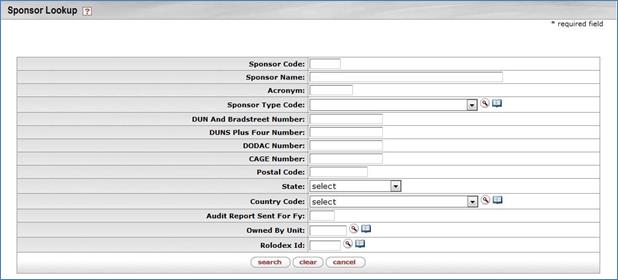 Sponsor Lookup ?
* required field
Sponsor Code:
Sponsor Name:
Acronym:
Sponsor Type Code:
DUN And Bradstreet Number:
DUNS Plus Four Number:
DODAC Number:
CAGE Number:
Postal Code:
State: select
Country Code: select
Audit Report Sent For Fy:
Owned By Unit:
Rolodex Id:
search clear cancel